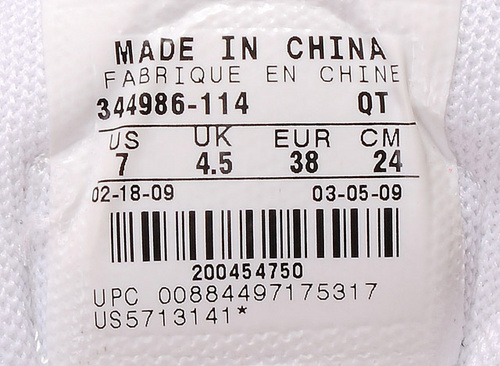 MADE IN CHINA
FABRIQUE EN CHINE
344986-114 QT
US UK EUR CM
7 4.5 38 24
02-18-09 03-05-09
200454750
UPC 00884497175317
US5713141*